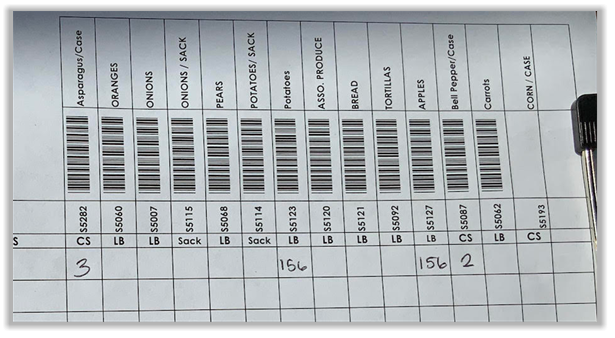 Asparagus/Case
ORANGES
ONIONS
ONIONS / SACK
PEARS
POTATOES/ SACK
Potatoes
ASSO. PRODUCE
BREAD
TORTILLAS
APPLES
Bell Pepper/Case
Carrots
CORN / CASE
S5282 S5060 S5007 S5115 S5068 S5114 S5123 S5120 S5121 S5092 S5127 S5087 S5062 S5193
S CS LB LB Sack LB Sack LB LB LB LB LB CS LB CS
3 156 156 2